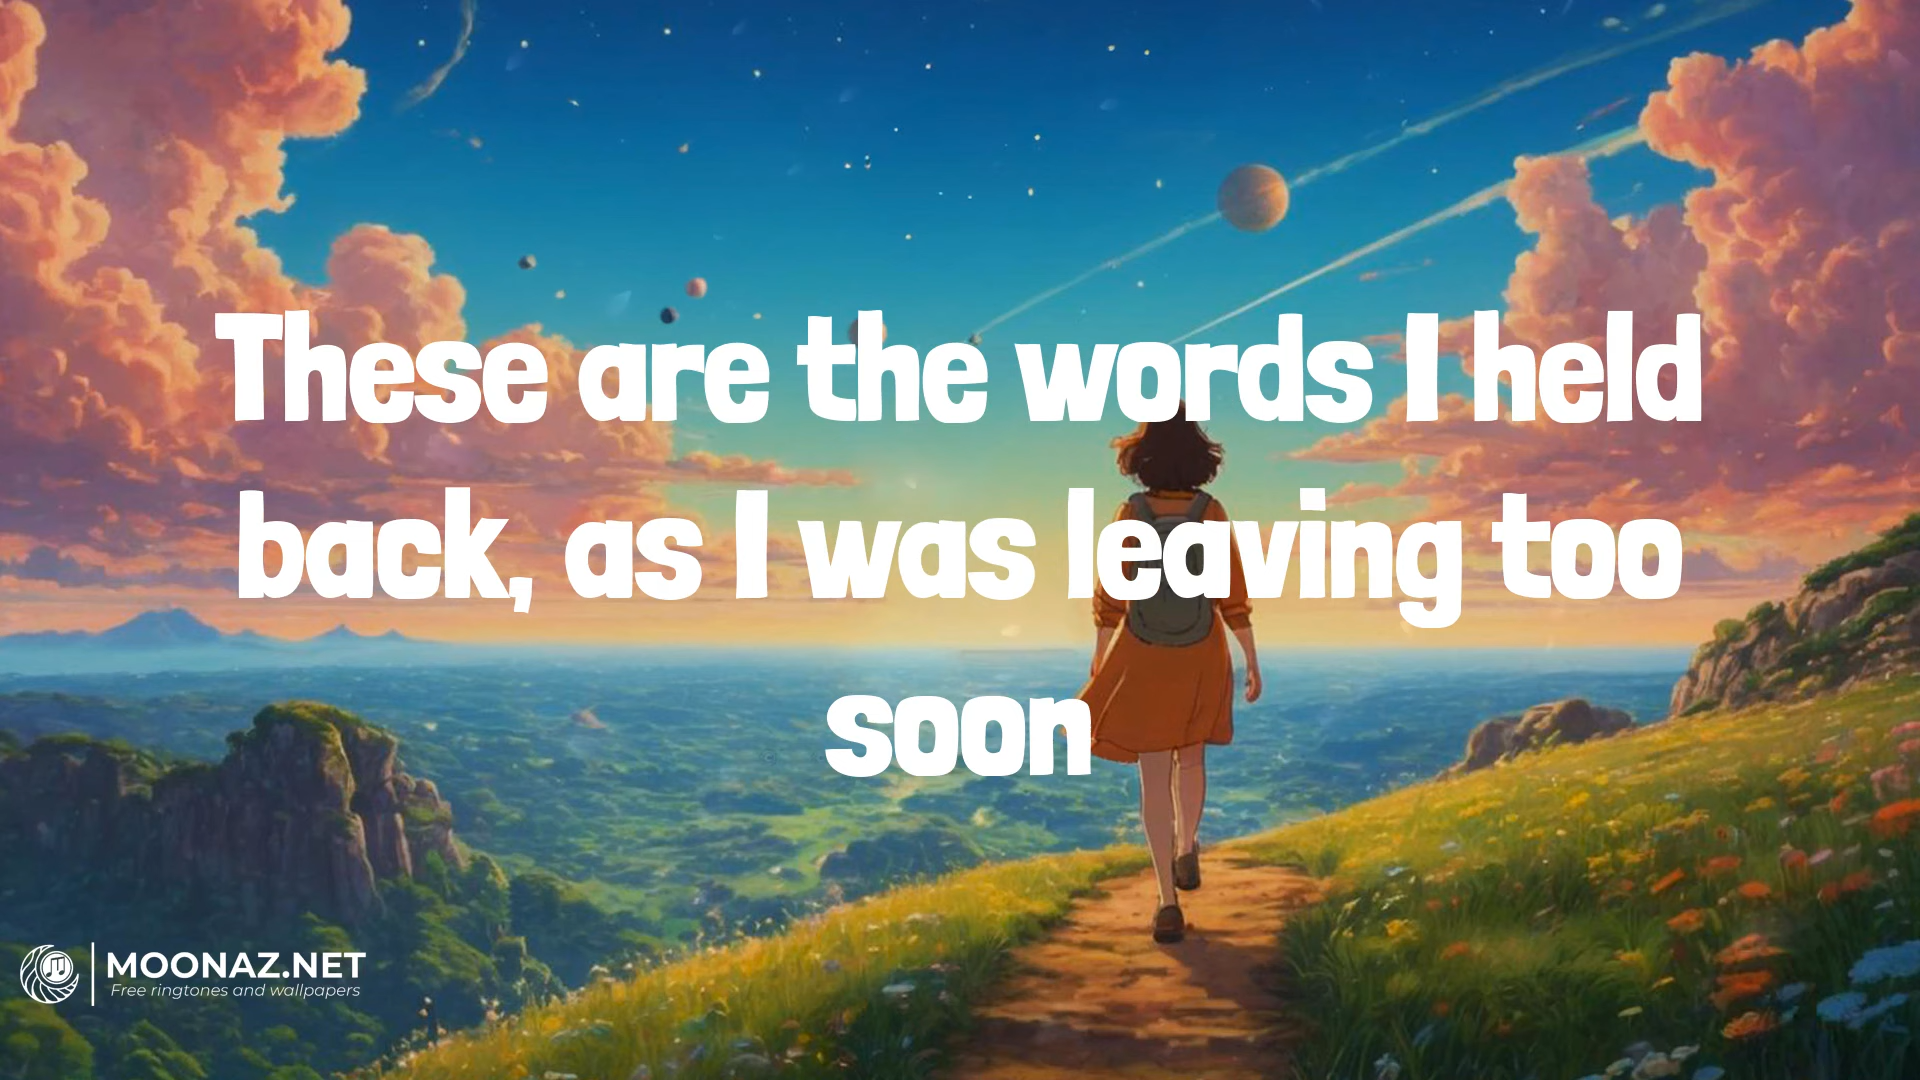 These are the words I held
back, as I was leaving too
soon
MOONAZ.NET
Free ringtones and wallpapers